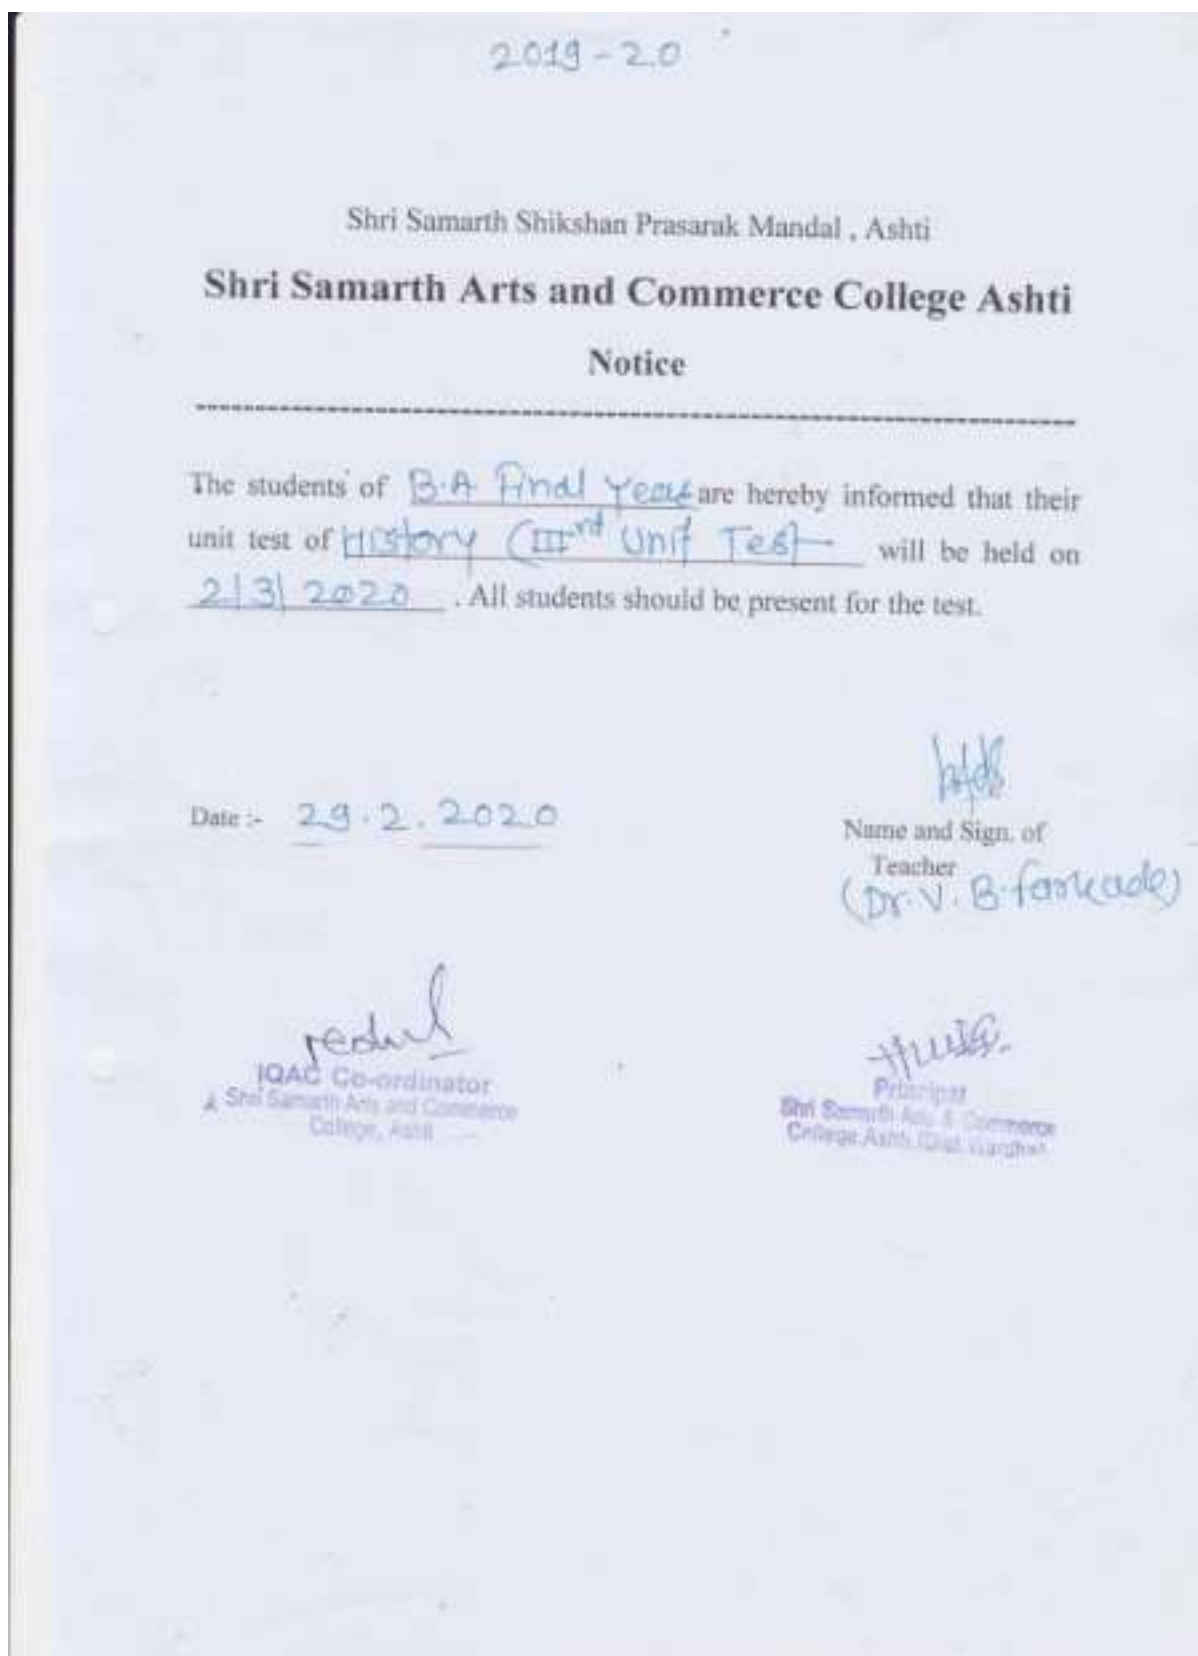 2019-20
Shri Samarth Shikshan Prasarak Mandal , Ashti
Shri Samarth Arts and Commerce College Ashti
Notice
--------------------------------------------------------------------------------
The students of B.A Final Year are hereby informed that their
unit test of History (IIIrd Unit Test will be held on
2|3| 2020 . All students should be present for the test.
Date :- 29.2.2020
Name and Sign. of
Teacher
(Dr. V. B.
IQAC Co-ordinator
Shri Samarth Arts and Commerce
College, Ashti
Principal
Shri Samarth Arts & Commerce
College Ashti (Dist. Wardha)